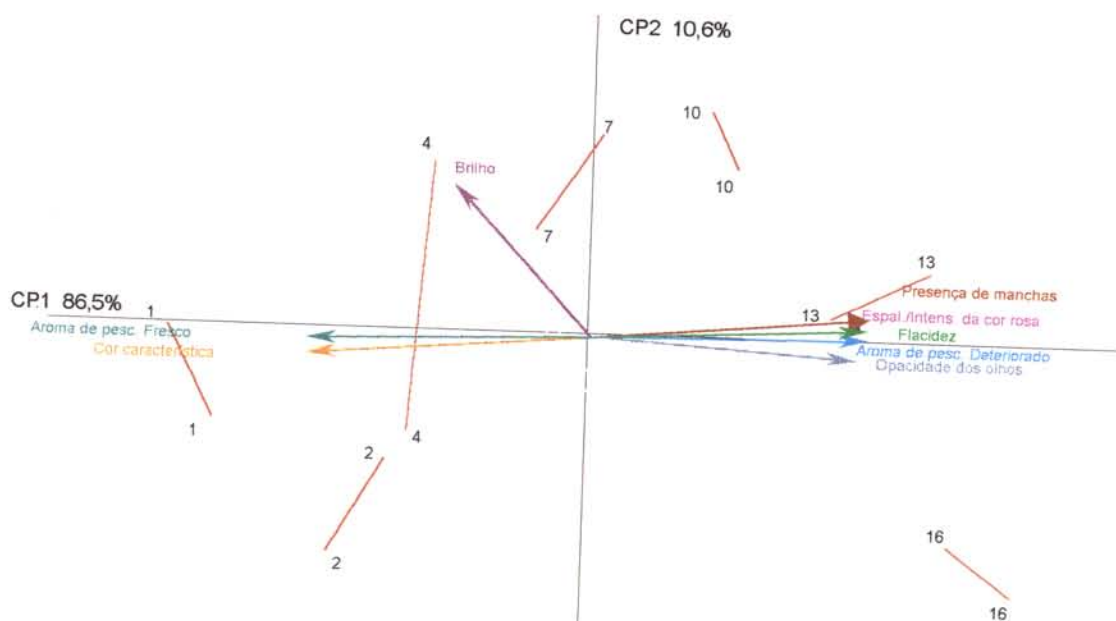 CP2 10,6%
10
7
4
Brilho
10
7
13
CP1 86,5%
1
Presença de manchas
13
Espal./Intens. da cor rosa
Aroma de pesc. Fresco
Flacidez
Cor característica
Aroma de pesc. Deteriorado
Opacidade dos olhos
1
4
2
2
16
16